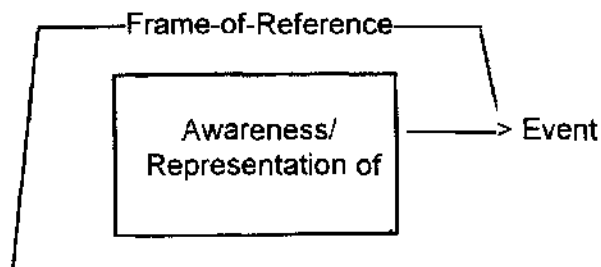 Frame-of-Reference
Awareness/
Representation of
> Event